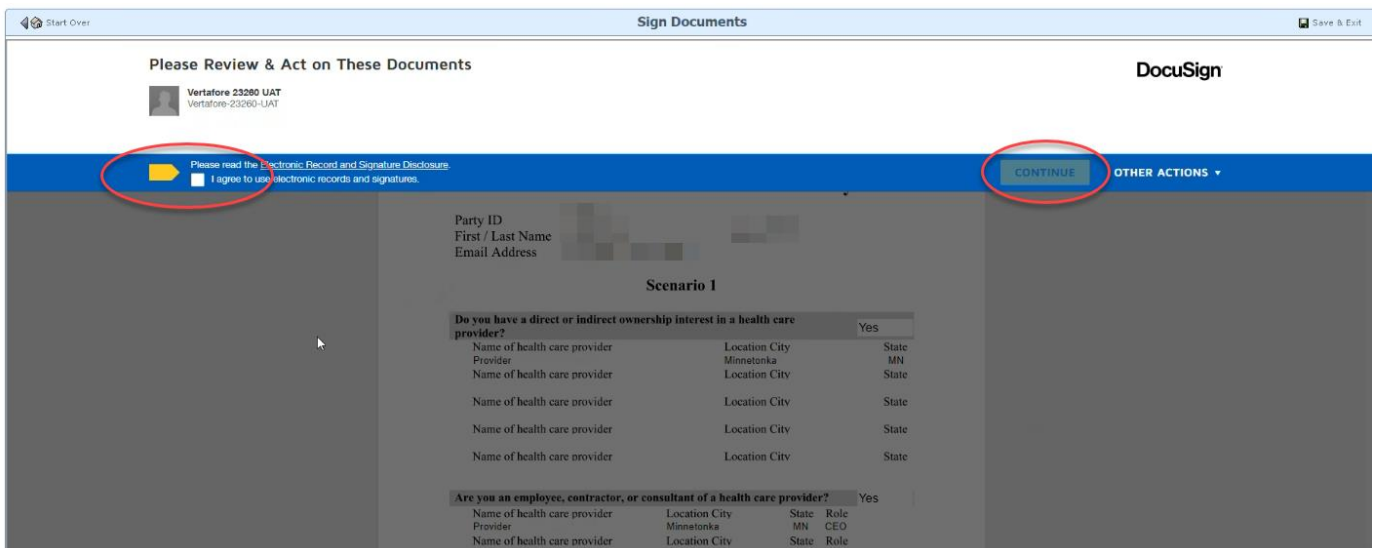 Start Over
Sign Documents
Save & Exit
Please Review & Act on These Documents
DocuSign
Vertafore 23260 UAT
Vertafore-23260-UAT
Please read the Electronic Record and Signature Disclosure.
I agree to use electronic records and signatures.
CONTINUE
OTHER ACTIONS
Party ID
First / Last Name
Email Address
Scenario 1
Do you have a direct or indirect ownership interest in a health care
provider?
Yes
Name of health care provider Location City State
Provider Minnetonka MN
Name of health care provider Location City State
Name of health care provider Location City State
Name of health care provider Location City State
Name of health care provider Location City State
Are you an employee, contractor, or consultant of a health care provider? Yes
Name of health care provider Location City State Role
Provider Minnetonka MN CEO
Name of health care provider Location City State Role